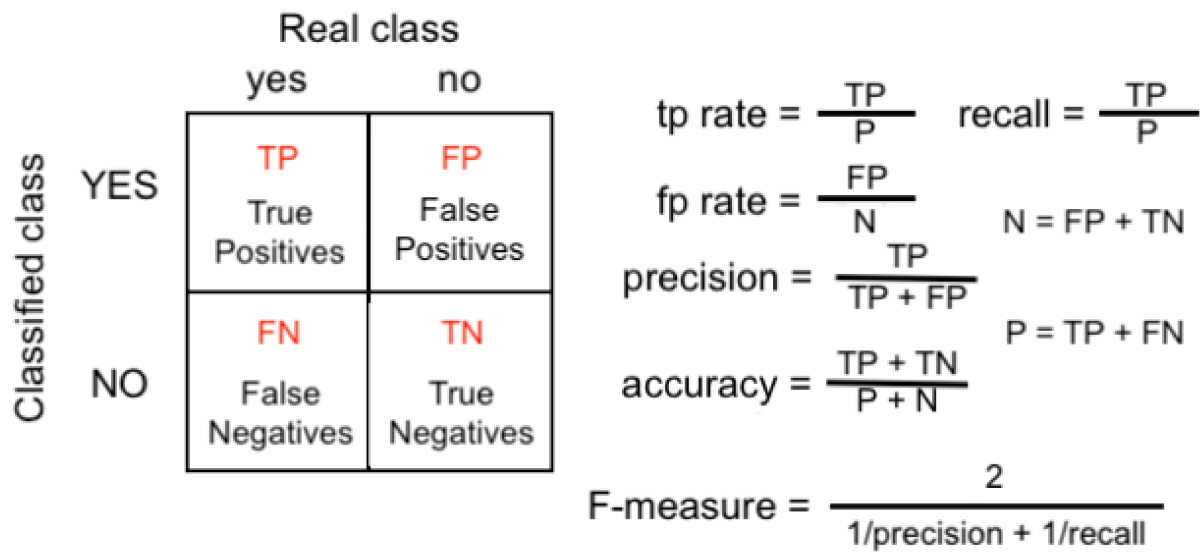 Real class
yes no
Classified class
YES
TP
True
Positives
FP
False
Positives
NO
FN
False
Negatives
TN
True
Negatives
tp rate = TP / P
recall = TP / P
fp rate = FP / N
N = FP + TN
precision = TP / TP + FP
P = TP + FN
accuracy = TP + TN / P + N
F-measure = 2 / 1/precision + 1/recall